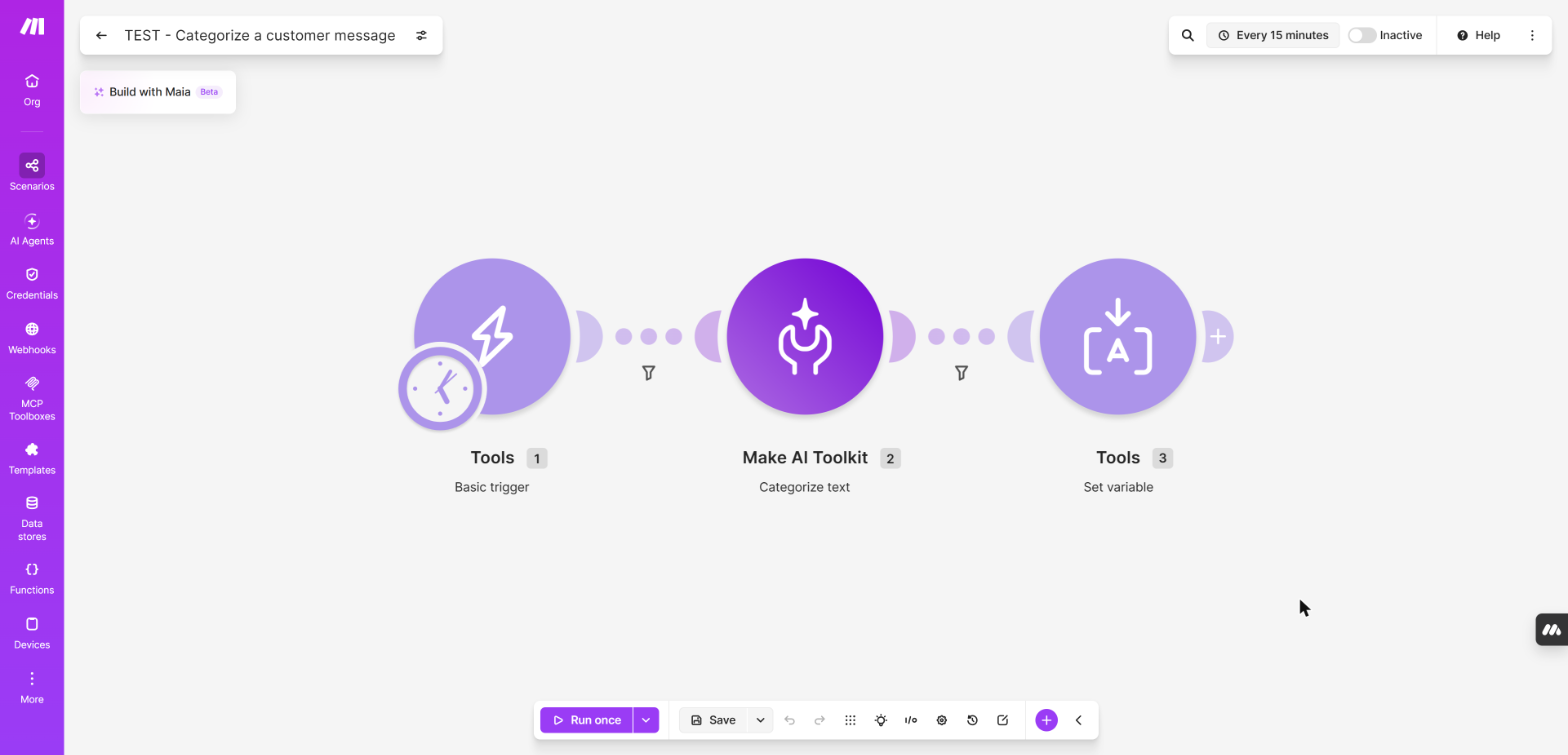 TEST - Categorize a customer message
Every 15 minutes
Inactive
Help
Build with Maia Beta
Org
Scenarios
AI Agents
Credentials
Webhooks
MCP
Toolboxes
Templates
Data
stores
Functions
Devices
More
Tools 1
Basic trigger
Make AI Toolkit 2
Categorize text
A
Tools 3
Set variable
Run once
Save